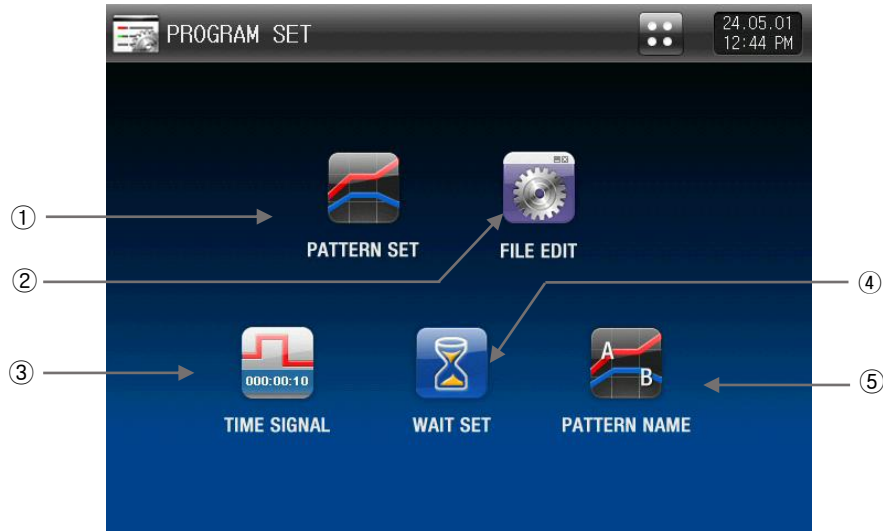 PROGRAM SET
24.05.01
12:44 PM
①
PATTERN SET
FILE EDIT
②
④
③
000:00:10
A
B
⑤
TIME SIGNAL
WAIT SET
PATTERN NAME